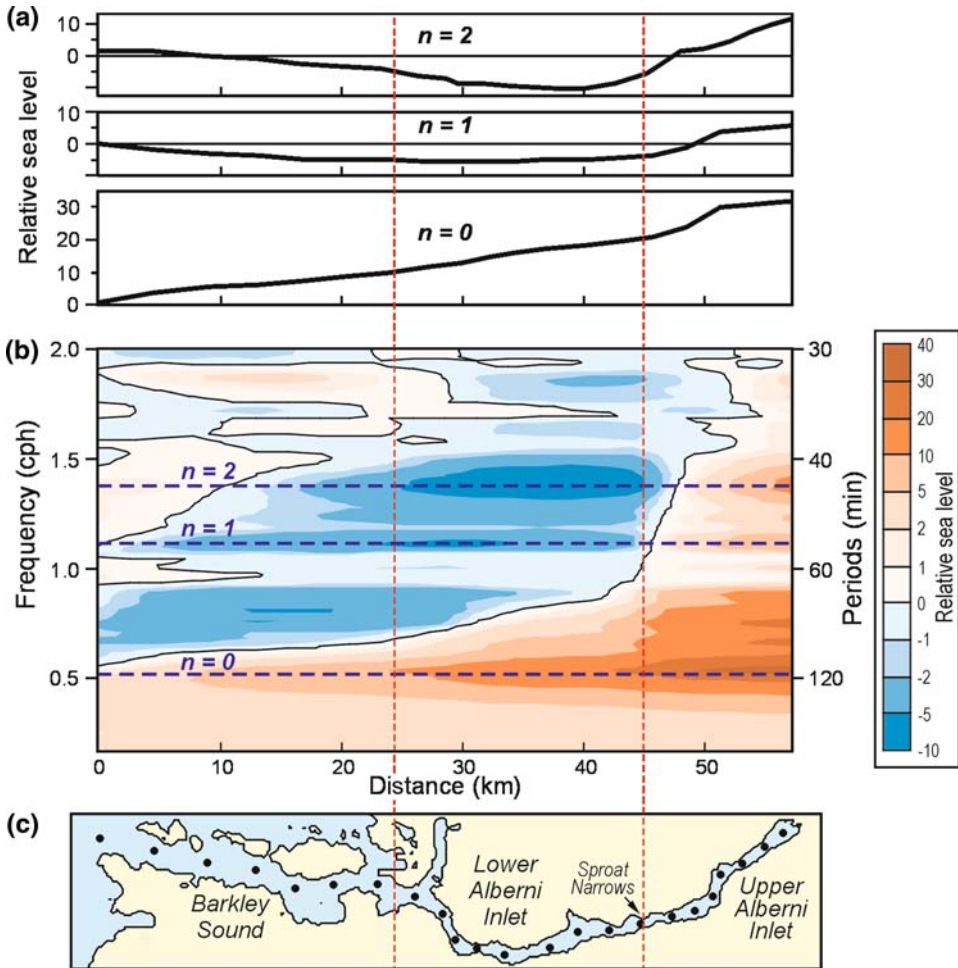 (a)
Relative sea level
10
0
n = 2
10
0
n = 1
30
20
10
0
n = 0
(b)
Frequency (cph)
2.0
1.5
1.0
0.5
n = 2
n = 1
n = 0
30
40
60
120
Periods (min)
0
10
20
30
40
50
Distance (km)
40
30
20
10
5
2
1
0
-1
-2
-5
-10
Relative sea level
(c)
Barkley
Sound
Lower
Alberni
Inlet
Sproat
Narrows
Upper
Alberni
Inlet